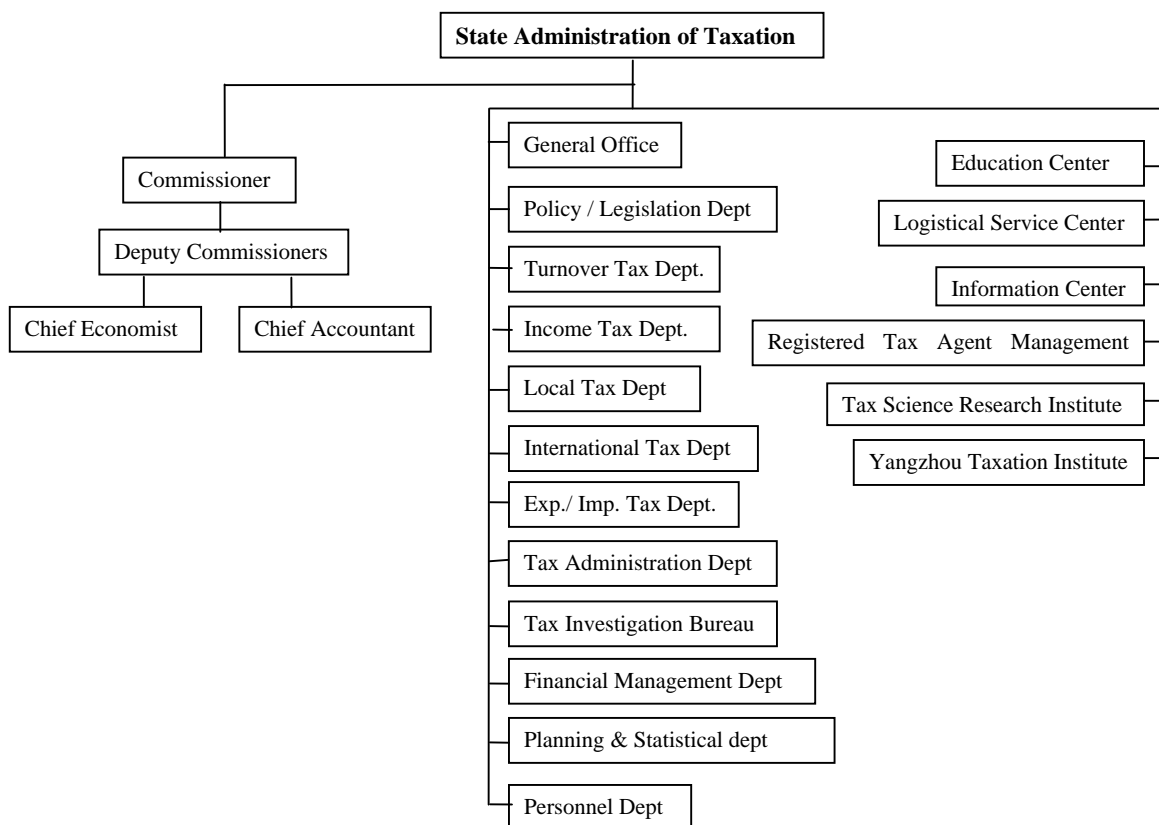 State Administration of Taxation
Commissioner
Deputy Commissioners
Chief Economist
Chief Accountant
General Office
Policy / Legislation Dept
Turnover Tax Dept.
Income Tax Dept.
Local Tax Dept
International Tax Dept
Exp./ Imp. Tax Dept.
Tax Administration Dept
Tax Investigation Bureau
Financial Management Dept
Planning & Statistical dept
Personnel Dept
Education Center
Logistical Service Center
Information Center
Registered Tax Agent Management
Tax Science Research Institute
Yangzhou Taxation Institute